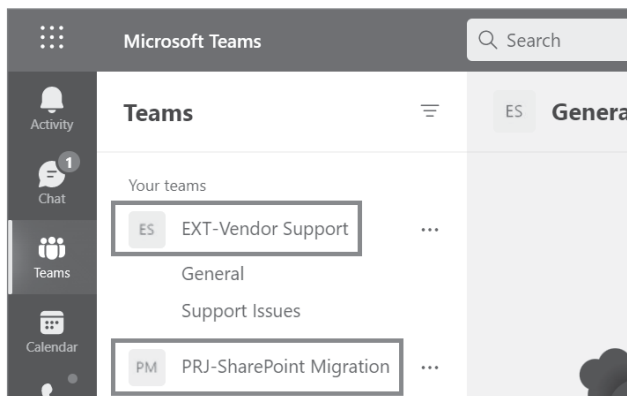 Microsoft Teams
Search
Activity
Teams
ES
General
1
Chat
Your teams
ES EXT-Vendor Support
Teams
General
Support Issues
Calendar
PM PRJ-SharePoint Migration